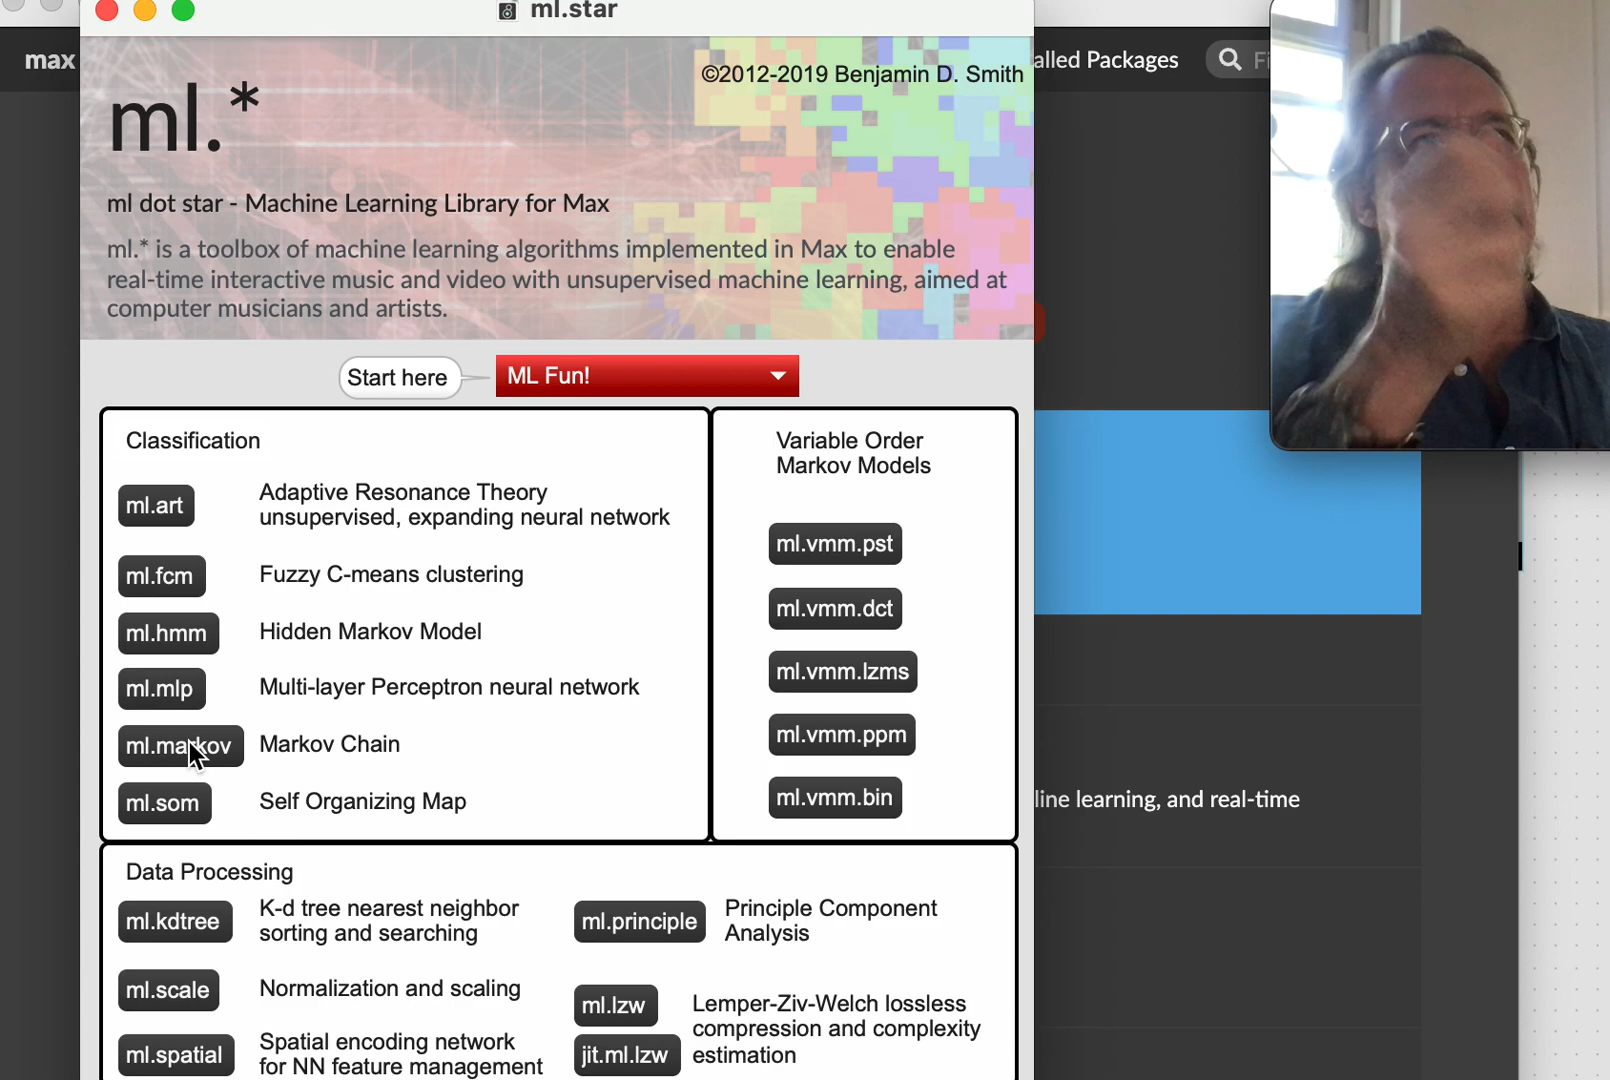 ml.star
max
alled Packages
©2012-2019 Benjamin D. Smith
ml.*
ml dot star - Machine Learning Library for Max
ml.* is a toolbox of machine learning algorithms implemented in Max to enable
real-time interactive music and video with unsupervised machine learning, aimed at
computer musicians and artists.
Start here
ML Fun!
Classification
ml.art
Adaptive Resonance Theory
unsupervised, expanding neural network
ml.fcm
Fuzzy C-means clustering
ml.hmm
Hidden Markov Model
ml.mlp
Multi-layer Perceptron neural network
ml.markov
Markov Chain
ml.som
Self Organizing Map
Variable Order
Markov Models
ml.vmm.pst
ml.vmm.dct
ml.vmm.lzms
ml.vmm.ppm
ml.vmm.bin
line learning, and real-time
Data Processing
ml.kdtree
K-d tree nearest neighbor
sorting and searching
ml.scale
Normalization and scaling
ml.spatial
Spatial encoding network
for NN feature management
ml.principle
Principle Component
Analysis
ml.lzw
jit.ml.lzw
Lemper-Ziv-Welch lossless
compression and complexity
estimation